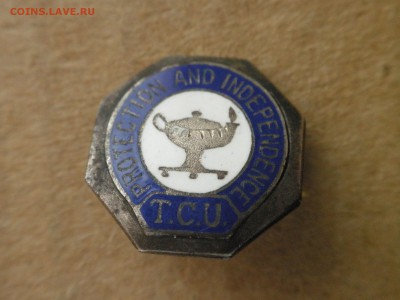 COINS.LAVE.RU
PROTECTION AND INDEPENDENCE
T.C.U.